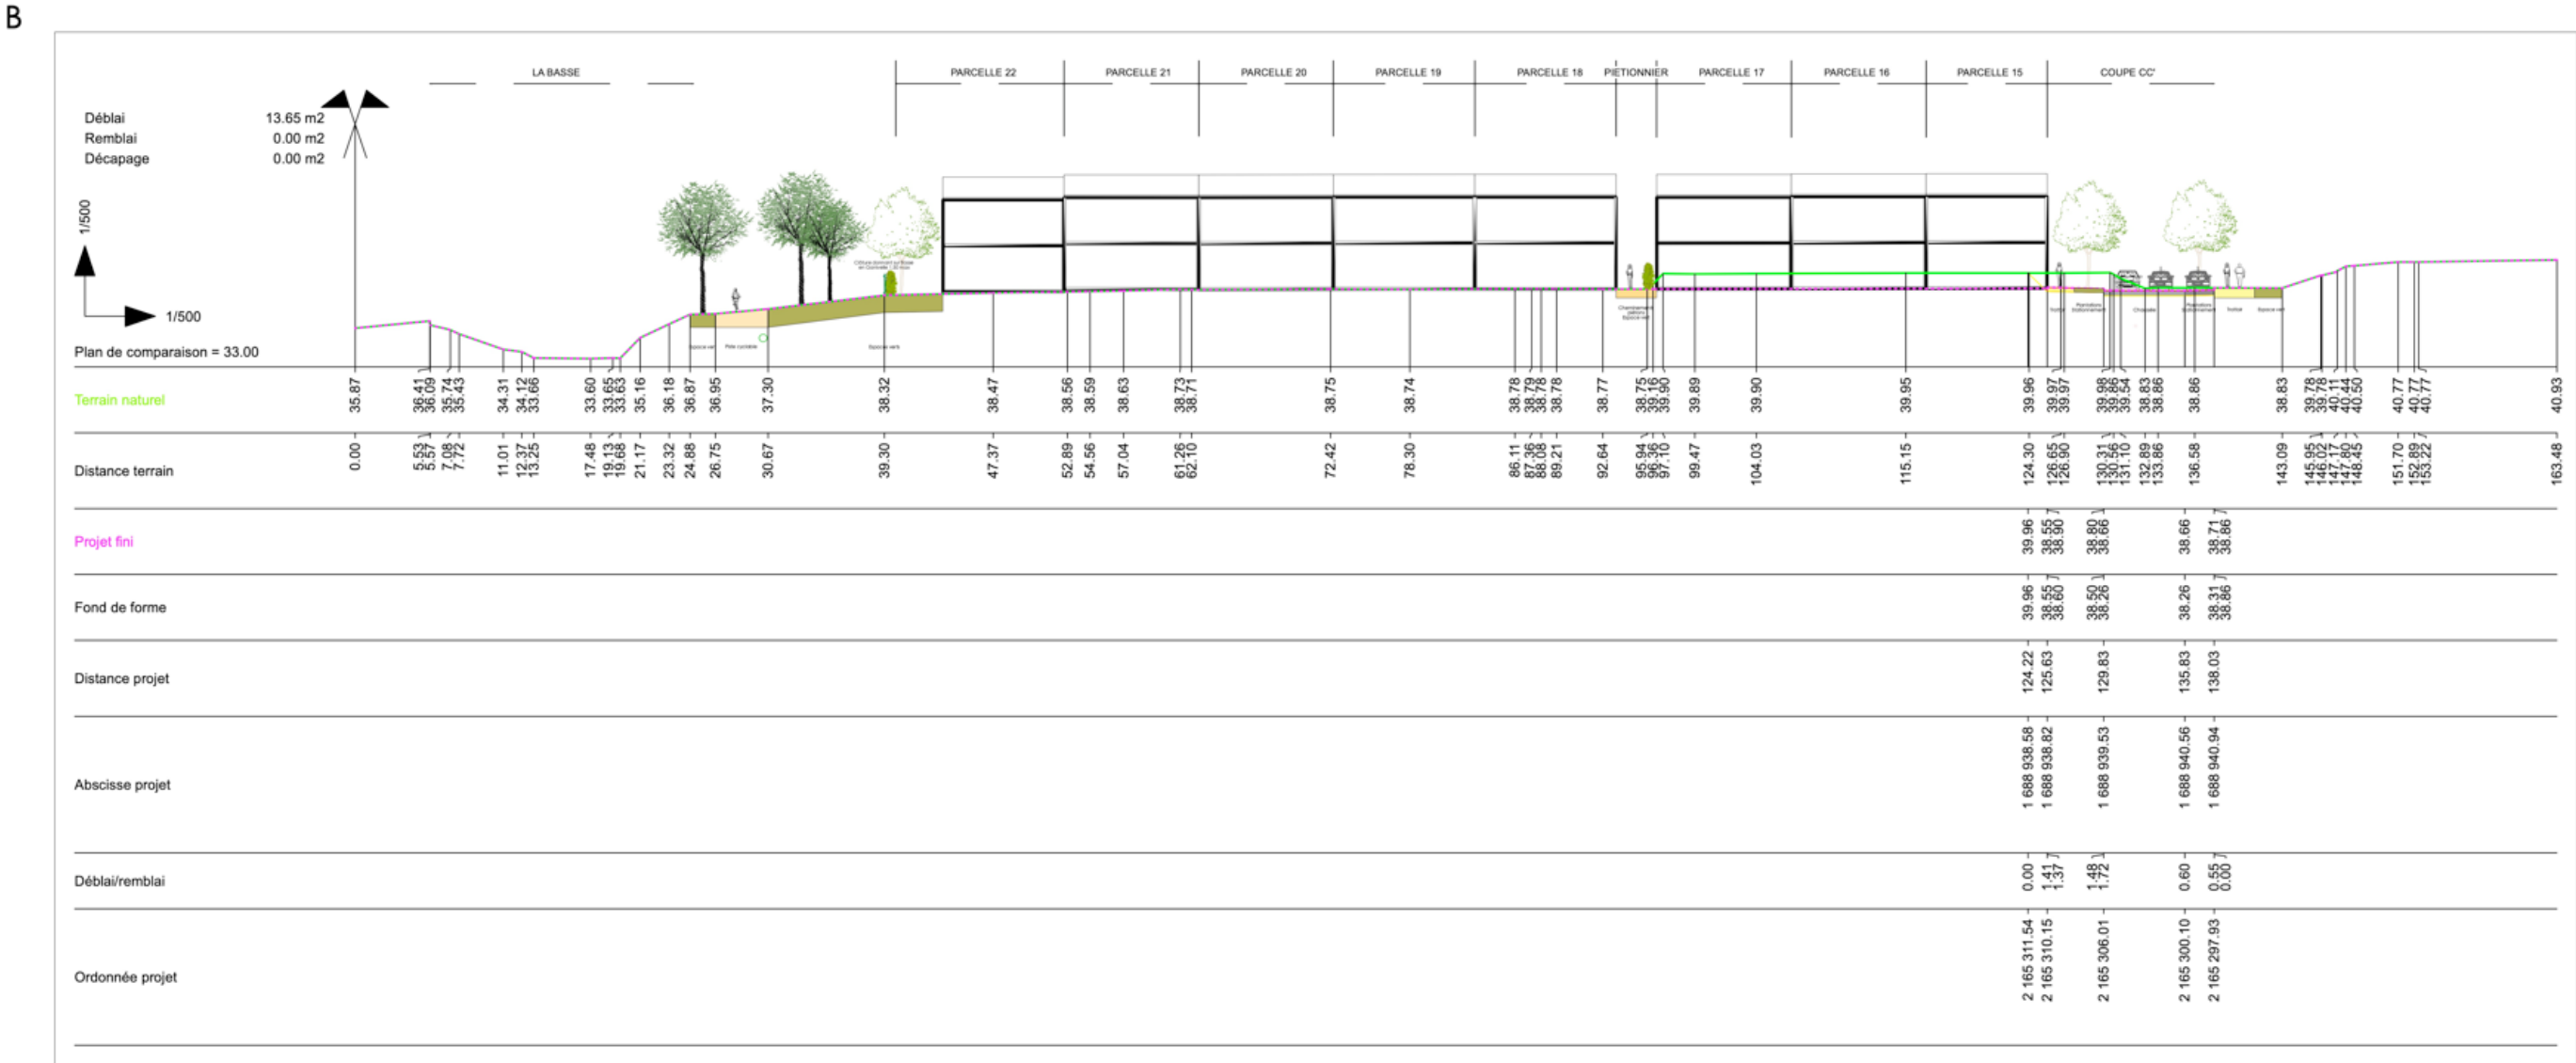 B
LA BASSE
PARCELLE 22
PARCELLE 21
PARCELLE 20
PARCELLE 19
PARCELLE 18
PIETIONNIER
PARCELLE 17
PARCELLE 16
PARCELLE 15
COUPE CC'
Déblai 13.65 m2
Remblai 0.00 m2
Décapage 0.00 m2
1/500
1/500
Espace vert
Piste cyclable
Espaces verts
Espace vert
Trottoir
Plantations
Stationnement
Chaussée
Plantations
Stationnement
Trottoir
Espace vert
Plan de comparaison = 33.00
Terrain naturel
35.87 36.41 36.09 35.74 35.43 34.31 34.12 33.66 33.60 33.65 33.63 35.16 36.18 36.87 36.95 37.30 38.32 38.47 38.56 38.59 38.63 38.73 38.71 38.75 38.74 38.78 38.79 38.78 38.78 38.77 38.75 39.16 39.90 39.89 39.90 39.95 39.96 39.97 39.97 39.98 39.86 39.54 38.83 38.86 38.86 38.83 39.78 39.78 40.11 40.44 40.50 40.77 40.77 40.77 40.93
Distance terrain
0.00 5.53 5.57 7.08 7.72 11.01 12.37 13.25 17.48 19.13 19.68 21.17 23.32 24.88 26.75 30.67 39.30 47.37 52.89 54.56 57.04 61.26 62.10 72.42 78.30 86.11 87.36 88.08 89.21 92.64 95.94 96.36 97.10 99.47 104.03 115.15 124.30 126.65 126.90 130.31 130.56 131.10 132.89 133.86 136.58 143.09 145.95 146.02 147.17 147.80 148.45 151.70 152.89 153.22 163.48
Projet fini
39.96 38.55 38.90 38.80 38.66 38.66 38.71 38.86
Fond de forme
39.96 38.55 38.60 38.50 38.26 38.26 38.31 38.86
Distance projet
124.22 125.63 129.83 135.83 138.03
Abscisse projet
1 688 938.58 1 688 938.82 1 688 939.53 1 688 940.56 1 688 940.94
Déblai/remblai
0.00 1.41 1.37 1.48 1.72 0.60 0.55 0.00
Ordonnée projet
2 165 311.54 2 165 310.15 2 165 306.01 2 165 300.10 2 165 297.93